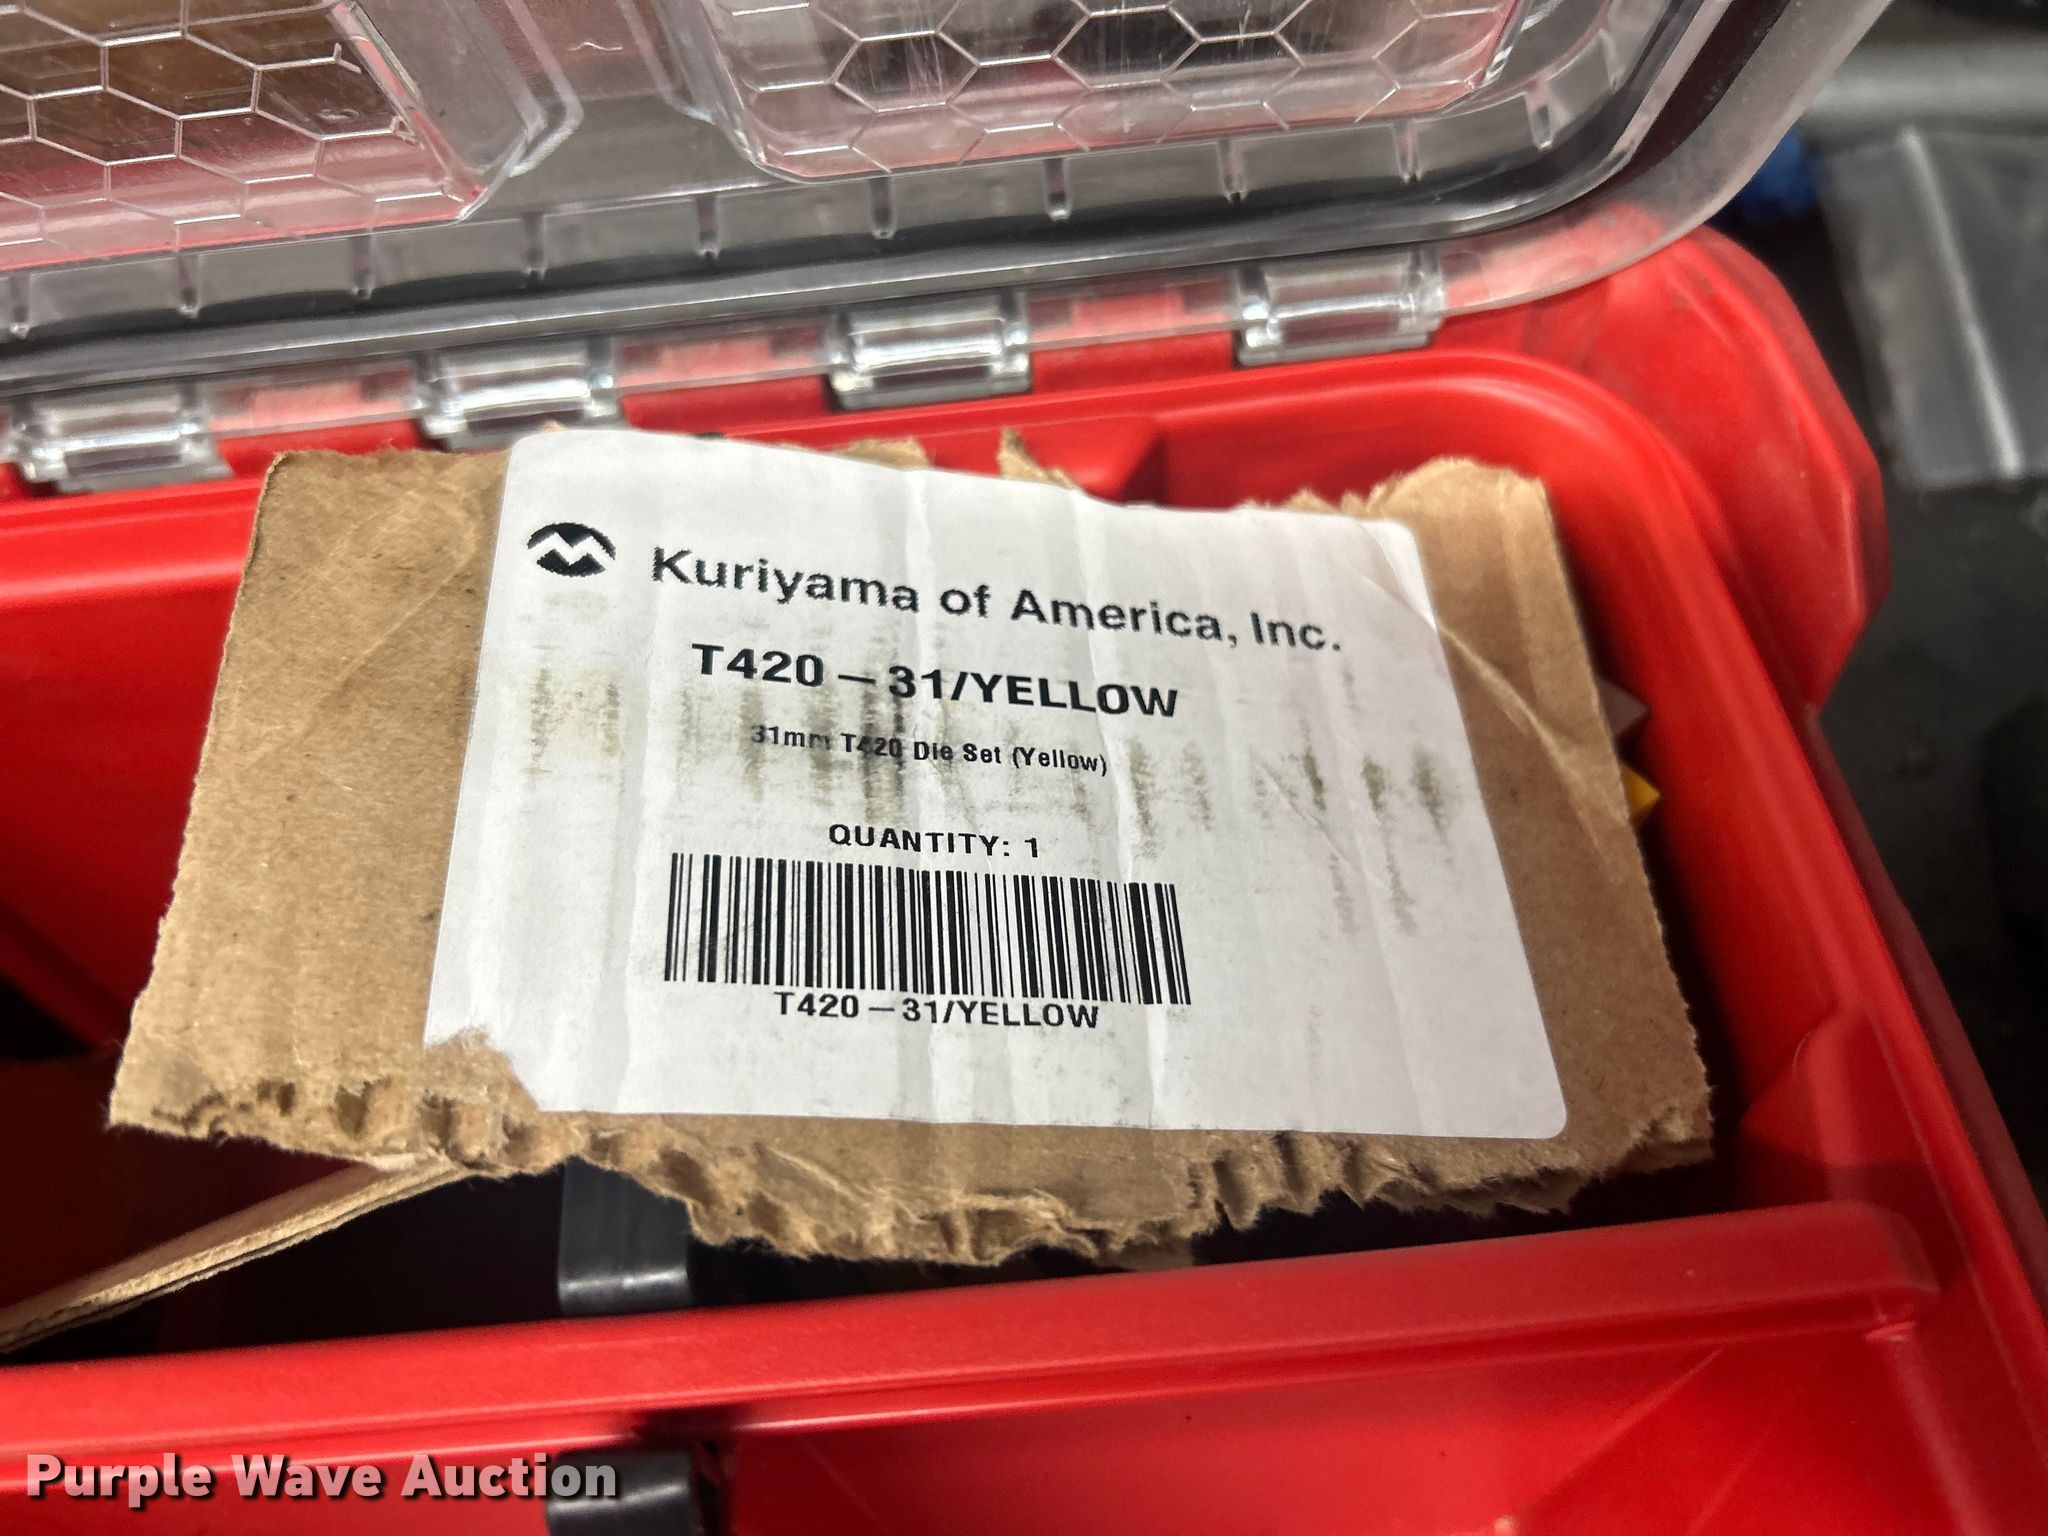 Kuriyama of America, Inc.
T420 – 31/YELLOW
31mm T420 Die Set (Yellow)
QUANTITY: 1
T420 – 31/YELLOW
Purple Wave Auction